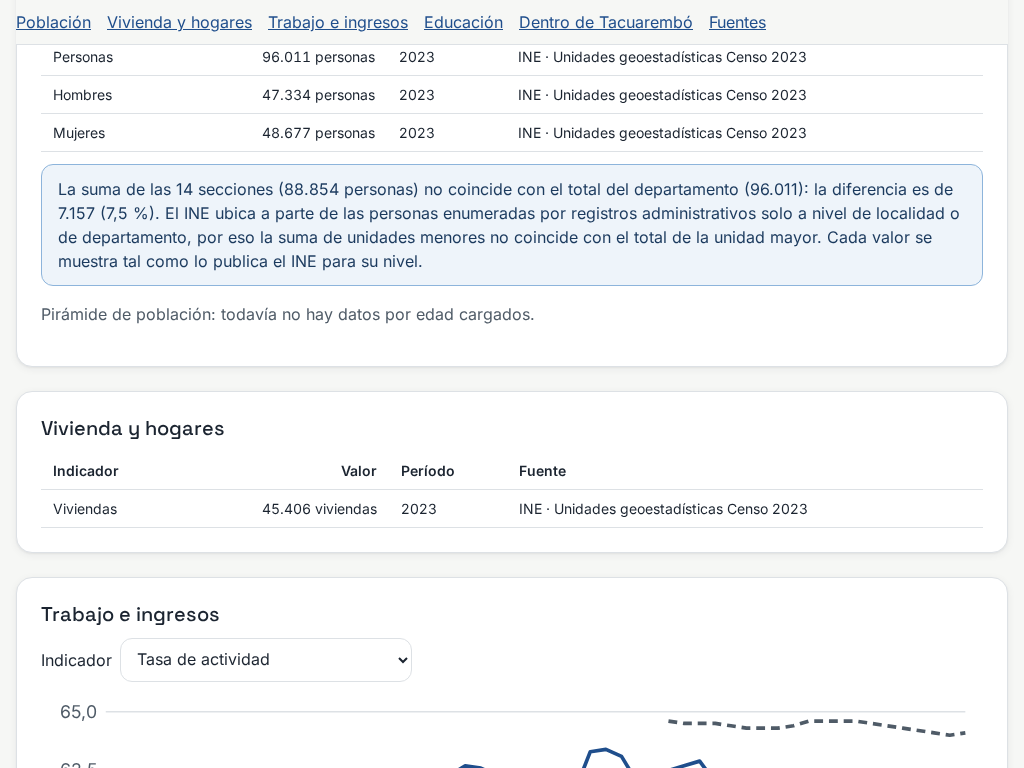 Población Vivienda y hogares Trabajo e ingresos Educación Dentro de Tacuarembó Fuentes
Personas 96.011 personas 2023 INE · Unidades geoestadísticas Censo 2023
Hombres 47.334 personas 2023 INE · Unidades geoestadísticas Censo 2023
Mujeres 48.677 personas 2023 INE · Unidades geoestadísticas Censo 2023
La suma de las 14 secciones (88.854 personas) no coincide con el total del departamento (96.011): la diferencia es de
7.157 (7,5 %). El INE ubica a parte de las personas enumeradas por registros administrativos solo a nivel de localidad o
de departamento, por eso la suma de unidades menores no coincide con el total de la unidad mayor. Cada valor se
muestra tal como lo publica el INE para su nivel.
Pirámide de población: todavía no hay datos por edad cargados.
Vivienda y hogares
Indicador Valor Período Fuente
Viviendas 45.406 viviendas 2023 INE · Unidades geoestadísticas Censo 2023
Trabajo e ingresos
Indicador Tasa de actividad
65,0
62,5